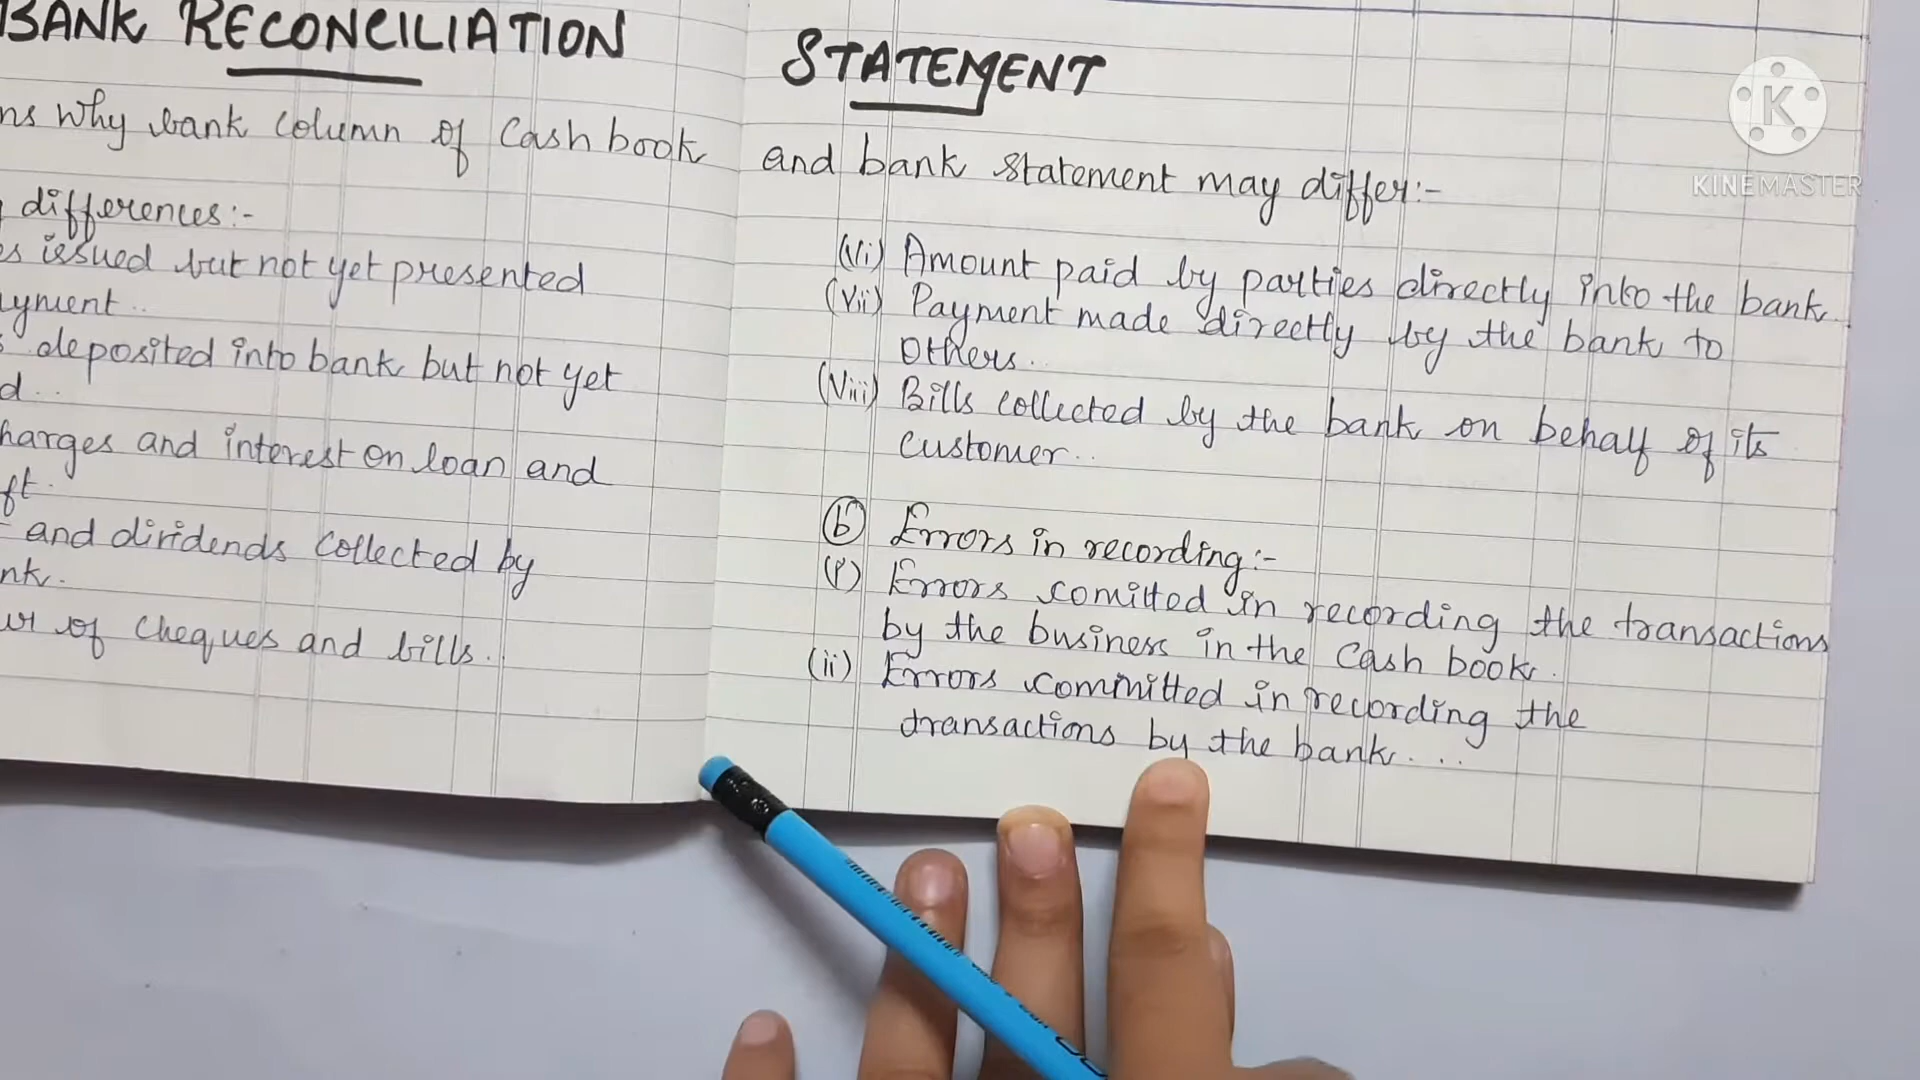 BANK RECONCILIATION
ns why bank column of Cash book
differences:-
es issued but not yet presented
yment..
deposited into bank but not yet
d...
harges and interest on loan and
ft.
and dividends collected by
nk.
ur of cheques and bills.
STATEMENT
and bank statement may differ:-
(vi) Amount paid by parties directly into the bank..
(vii) Payment made directly by the bank to
others..
(viii) Bills collected by the bank on behalf of its
customer..
(b) Errors in recording:-
(i) Errors comitted in recording the transactions
by the business in the Cash book.
(ii) Errors committed in recording the
transactions by the bank....
K
KINEMASTER